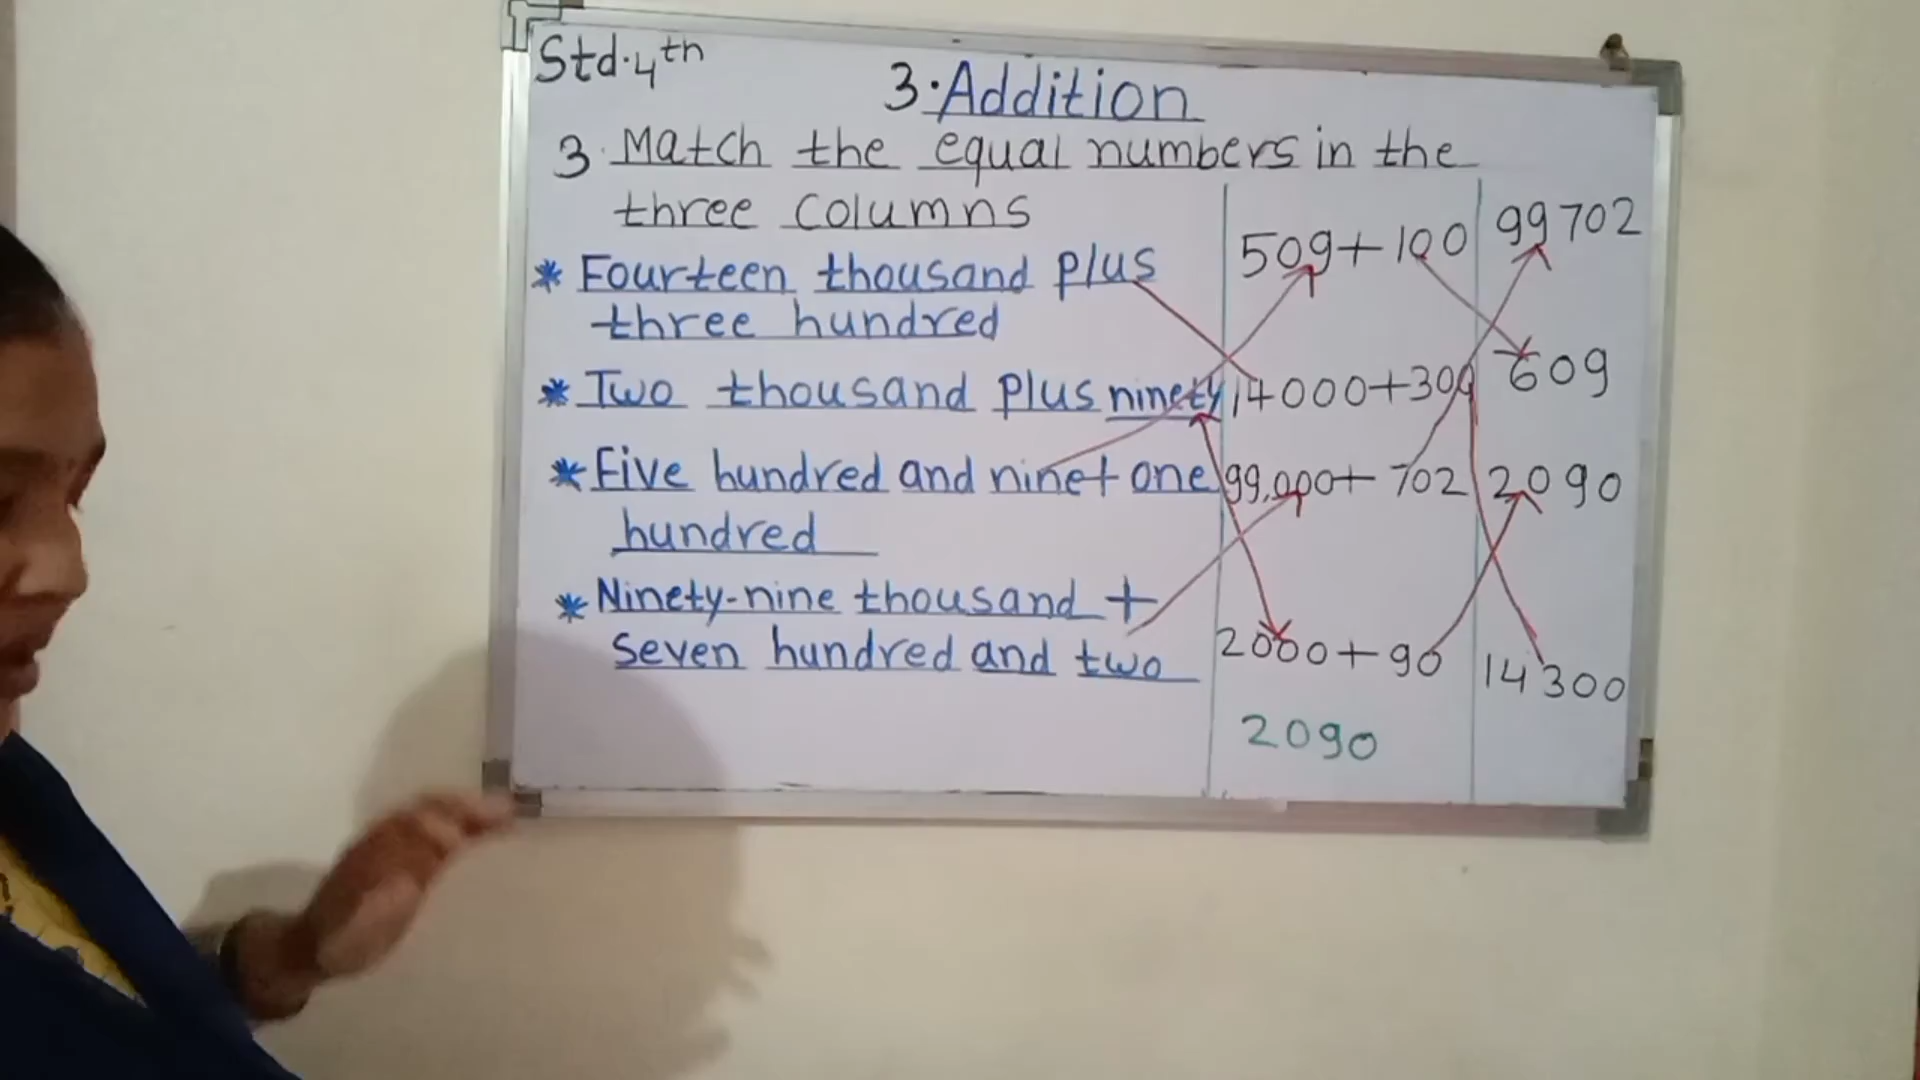 Std.4th
3.Addition
3. Match the equal numbers in the
three columns
* Fourteen thousand plus
three hundred
* Two thousand plus ninety
* Five hundred and nine+ one
hundred
* Ninety-nine thousand +
seven hundred and two
509+100
14000+300
99,000+ 702
2000+90
2090
99702
609
2090
14300